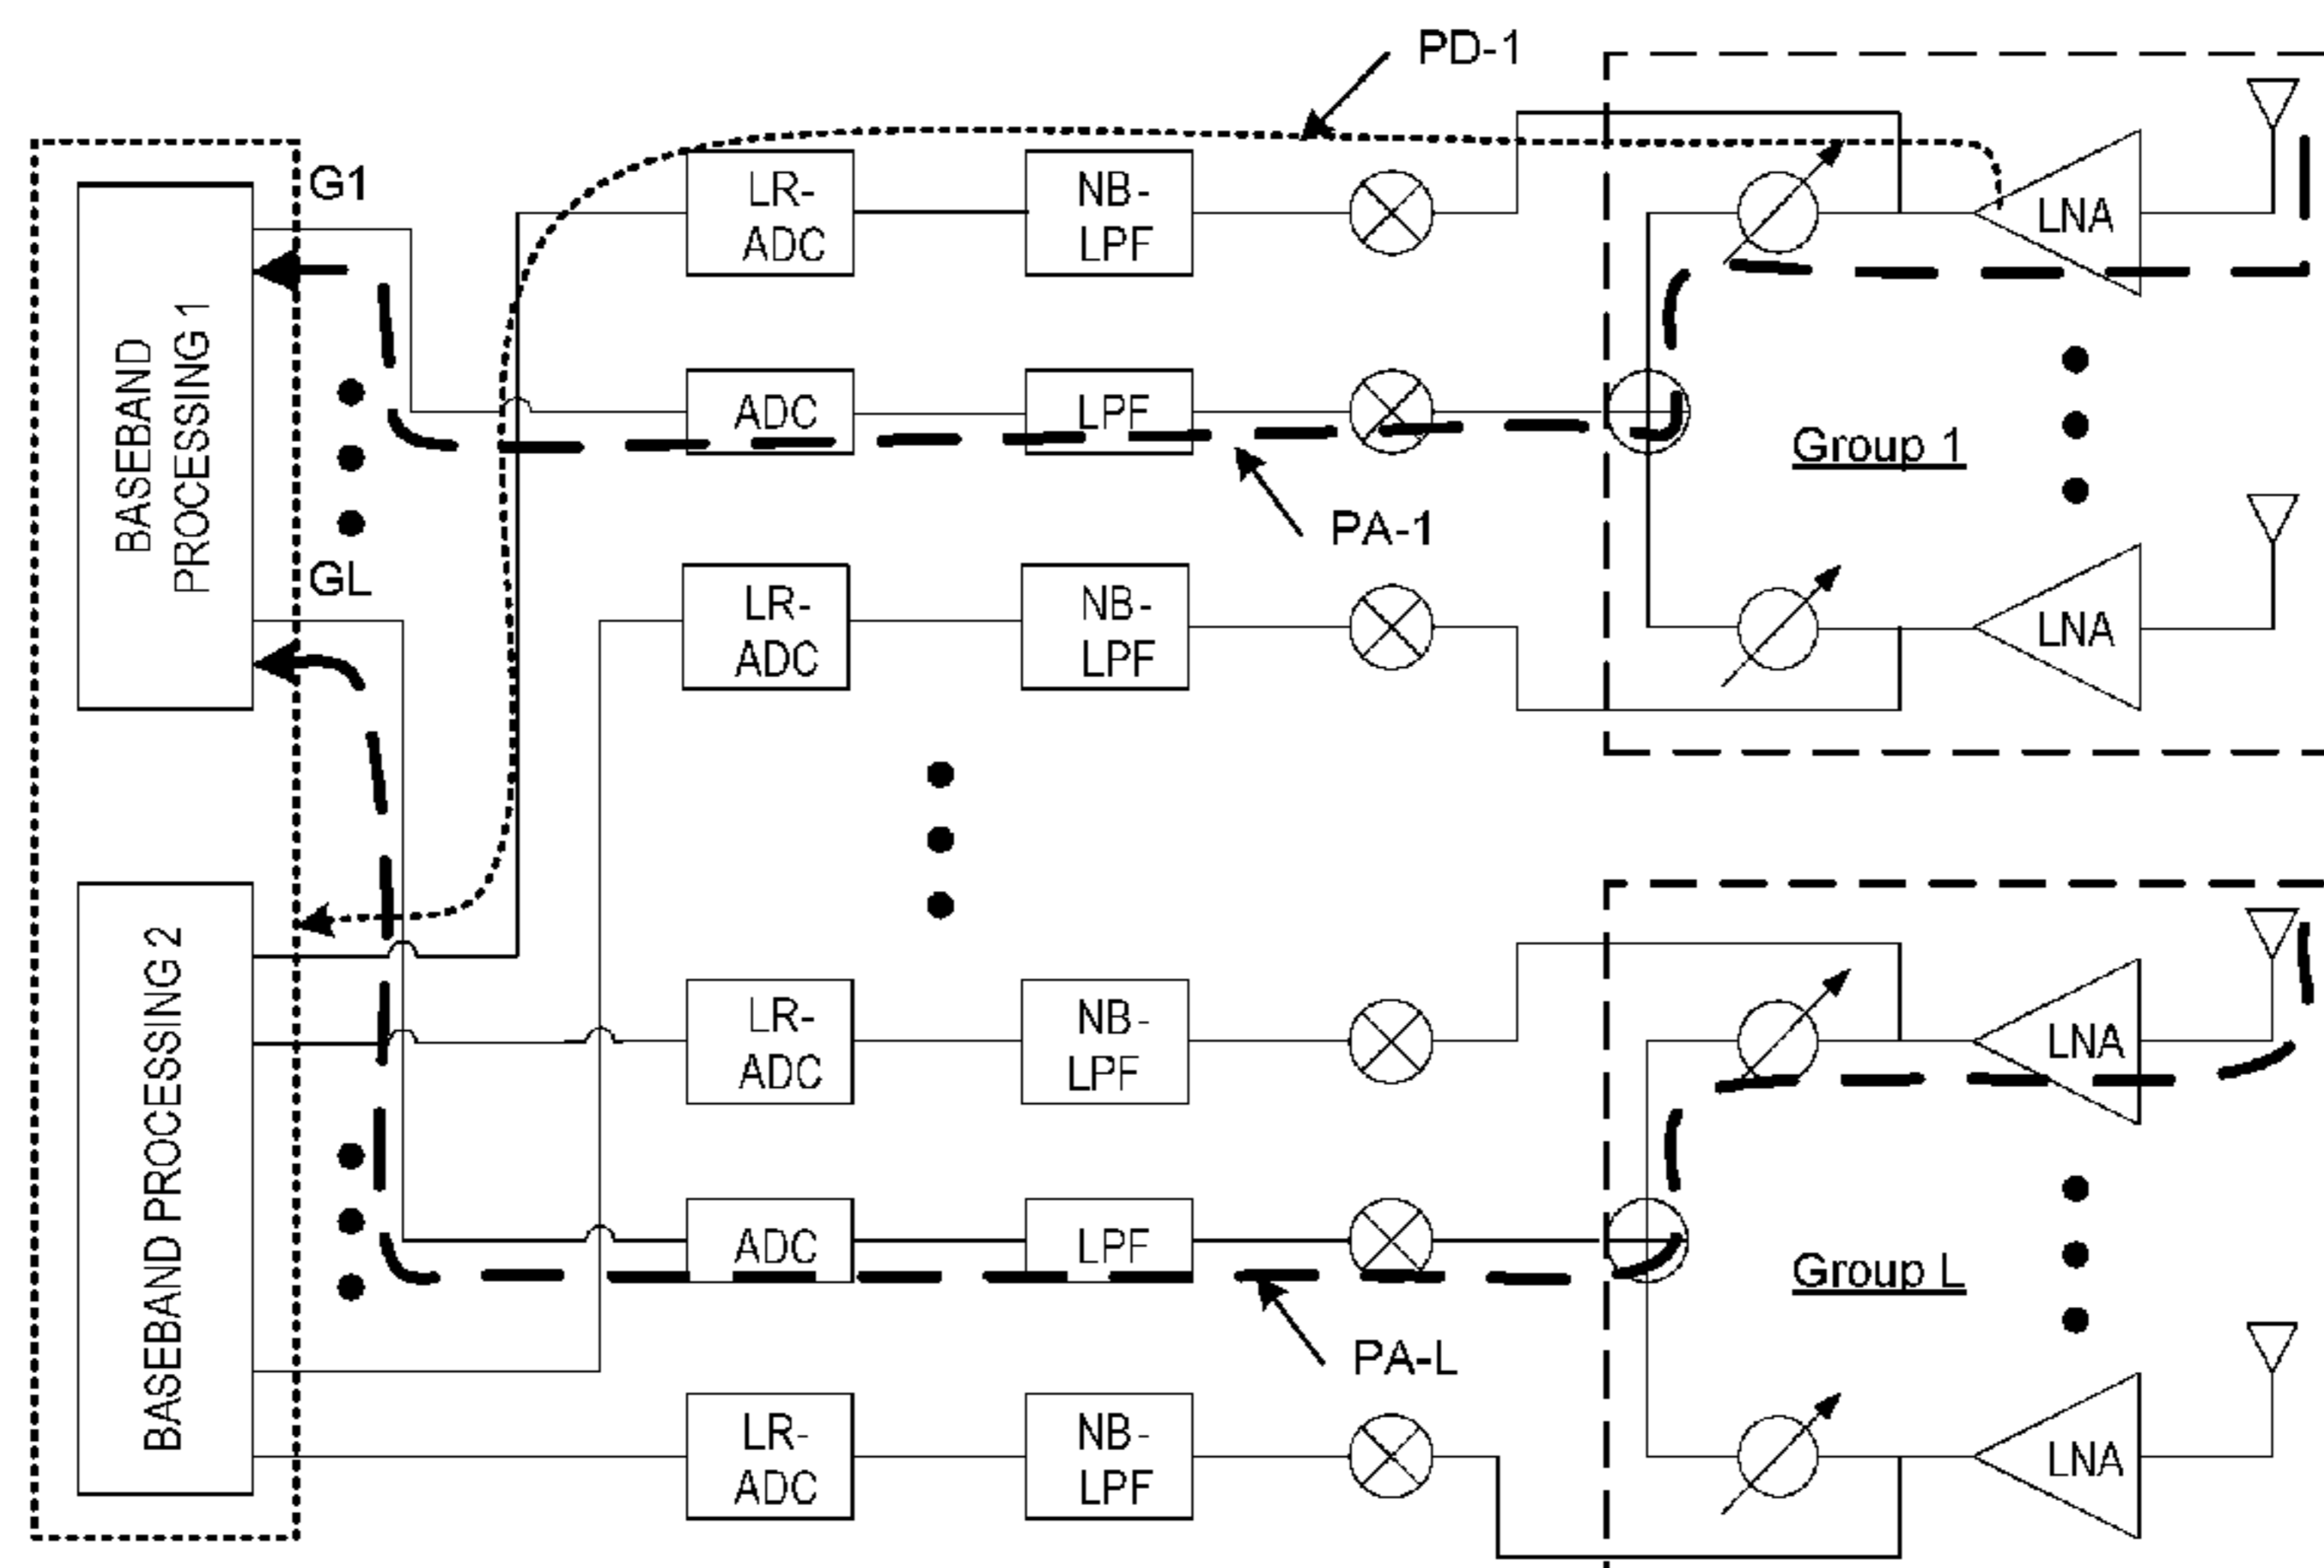 PD-1
G1
LR-
ADC
NB-
LPF
LNA
BASEBAND
PROCESSING 1
ADC
LPF
Group 1
PA-1
GL
LR-
ADC
NB-
LPF
LNA
BASEBAND PROCESSING 2
LR-
ADC
NB-
LPF
LNA
ADC
LPF
Group L
PA-L
LR-
ADC
NB-
LPF
LNA